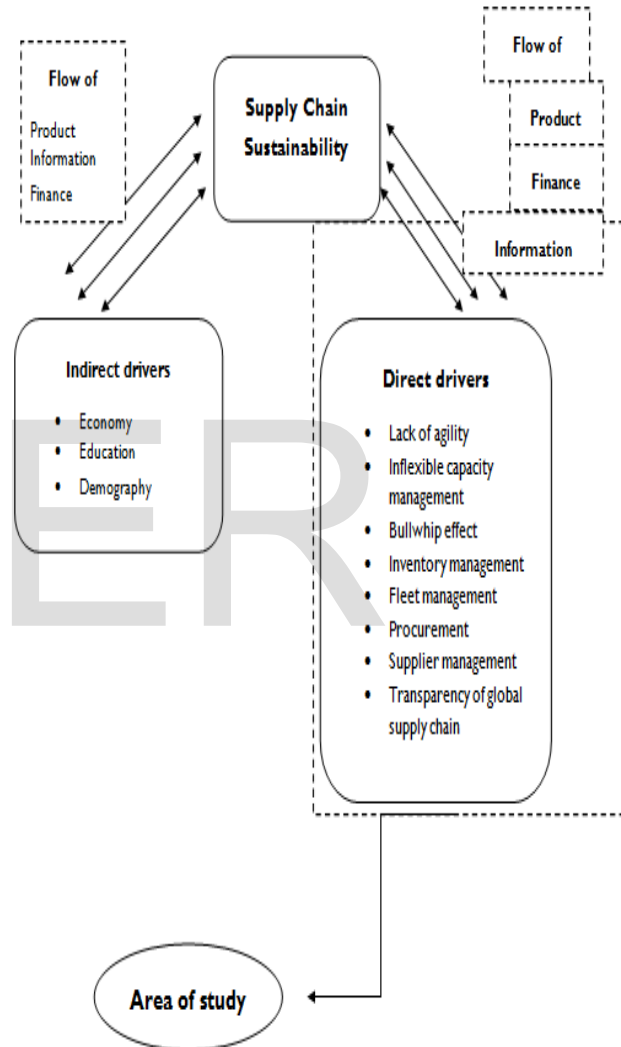 Flow of
Product
Information
Finance
Supply Chain
Sustainability
Flow of
Product
Finance
Information
Indirect drivers
• Economy
• Education
• Demography
Direct drivers
• Lack of agility
• Inflexible capacity
management
• Bullwhip effect
• Inventory management
• Fleet management
• Procurement
• Supplier management
• Transparency of global
supply chain
ER
Area of study